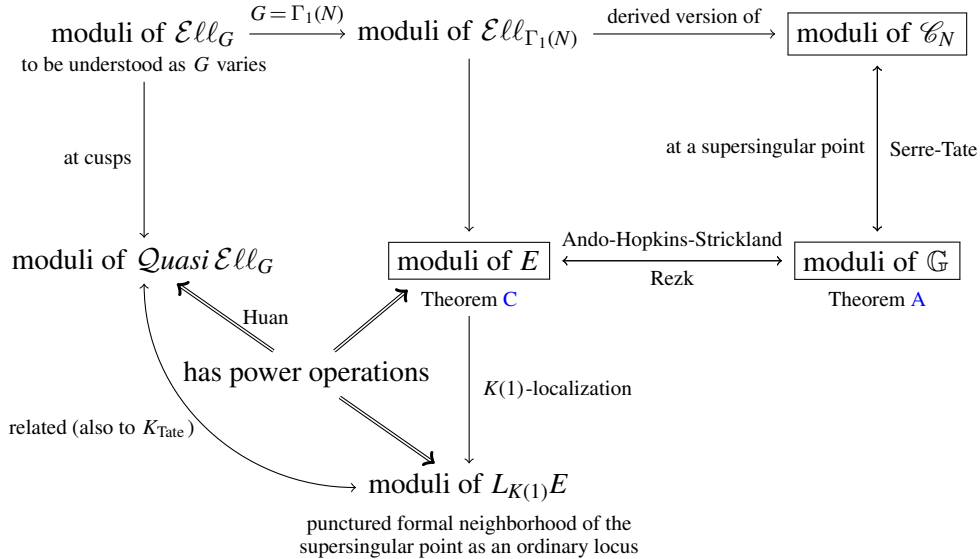 moduli of 𝓔ℓℓ_G
G = Γ₁(N)
moduli of 𝓔ℓℓ_{Γ₁(N)}
derived version of
moduli of 𝒞_N
to be understood as G varies
at cusps
at a supersingular point
Serre-Tate
moduli of 𝒬uasi 𝓔ℓℓ_G
moduli of E
Ando-Hopkins-Strickland
Rezk
moduli of 𝔾
Theorem C
Theorem A
Huan
has power operations
K(1)-localization
related (also to K_Tate)
moduli of L_{K(1)}E
punctured formal neighborhood of the
supersingular point as an ordinary locus